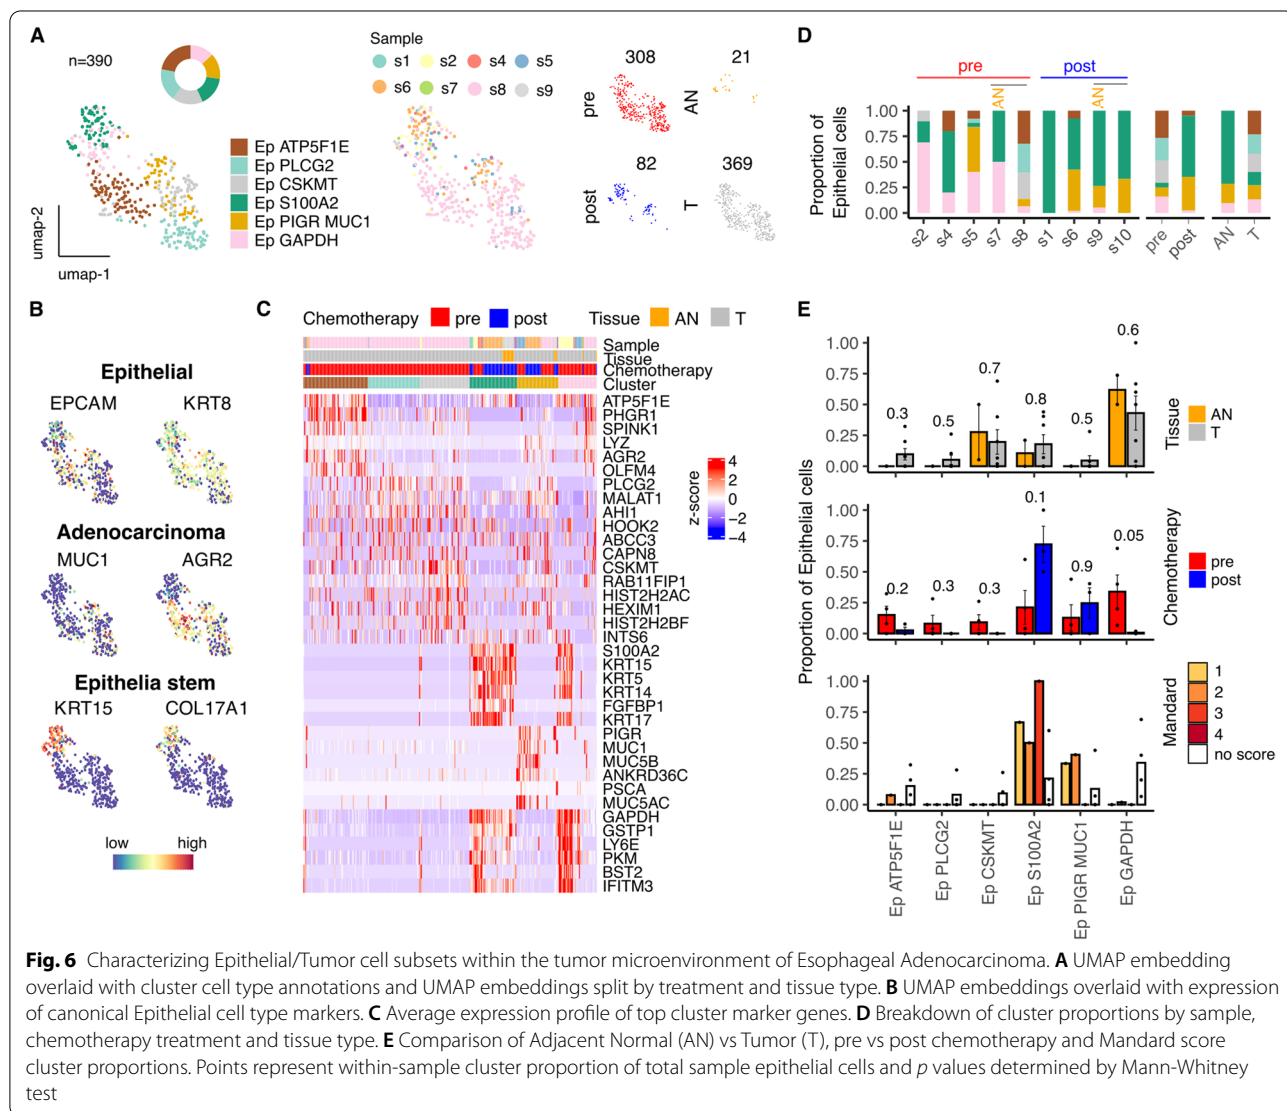 A
n=390
Ep ATP5F1E
Ep PLCG2
Ep CSKMT
Ep S100A2
Ep PIGR MUC1
Ep GAPDH
umap-2
umap-1
Sample
s1 s2 s4 s5
s6 s7 s8 s9
308 21
pre AN
82 369
post T
D
pre post
AN AN
Proportion of
Epithelial cells
1.00
0.75
0.50
0.25
0.00
s2 s4 s5 s7 s8 s1 s6 s9 s10 pre post AN T
B
Epithelial
EPCAM KRT8
Adenocarcinoma
MUC1 AGR2
Epithelia stem
KRT15 COL17A1
low high
C
Chemotherapy pre post Tissue AN T
Sample
Tissue
Chemotherapy
Cluster
ATP5F1E
PHGR1
SPINK1
LYZ
AGR2
OLFM4
PLCG2
MALAT1
AHI1
HOOK2
ABCC3
CAPN8
CSKMT
RAB11FIP1
HIST2H2AC
HEXIM1
HIST2H2BF
INTS6
S100A2
KRT15
KRT5
KRT14
FGFBP1
KRT17
PIGR
MUC1
MUC5B
ANKRD36C
PSCA
MUC5AC
GAPDH
GSTP1
LY6E
PKM
BST2
IFITM3
z-score
4
2
0
−2
−4
E
Proportion of Epithelial cells
1.00
0.75
0.50
0.25
0.00
0.3 0.5 0.7 0.8 0.5 0.6
Tissue
AN
T
1.00
0.75
0.50
0.25
0.00
0.2 0.3 0.3 0.1 0.9 0.05
Chemotherapy
pre
post
1.00
0.75
0.50
0.25
0.00
Mandard
1
2
3
4
no score
Ep ATP5F1E
Ep PLCG2
Ep CSKMT
Ep S100A2
Ep PIGR MUC1
Ep GAPDH
Fig. 6 Characterizing Epithelial/Tumor cell subsets within the tumor microenvironment of Esophageal Adenocarcinoma. A UMAP embedding
overlaid with cluster cell type annotations and UMAP embeddings split by treatment and tissue type. B UMAP embeddings overlaid with expression
of canonical Epithelial cell type markers. C Average expression profile of top cluster marker genes. D Breakdown of cluster proportions by sample,
chemotherapy treatment and tissue type. E Comparison of Adjacent Normal (AN) vs Tumor (T), pre vs post chemotherapy and Mandard score
cluster proportions. Points represent within-sample cluster proportion of total sample epithelial cells and p values determined by Mann-Whitney
test